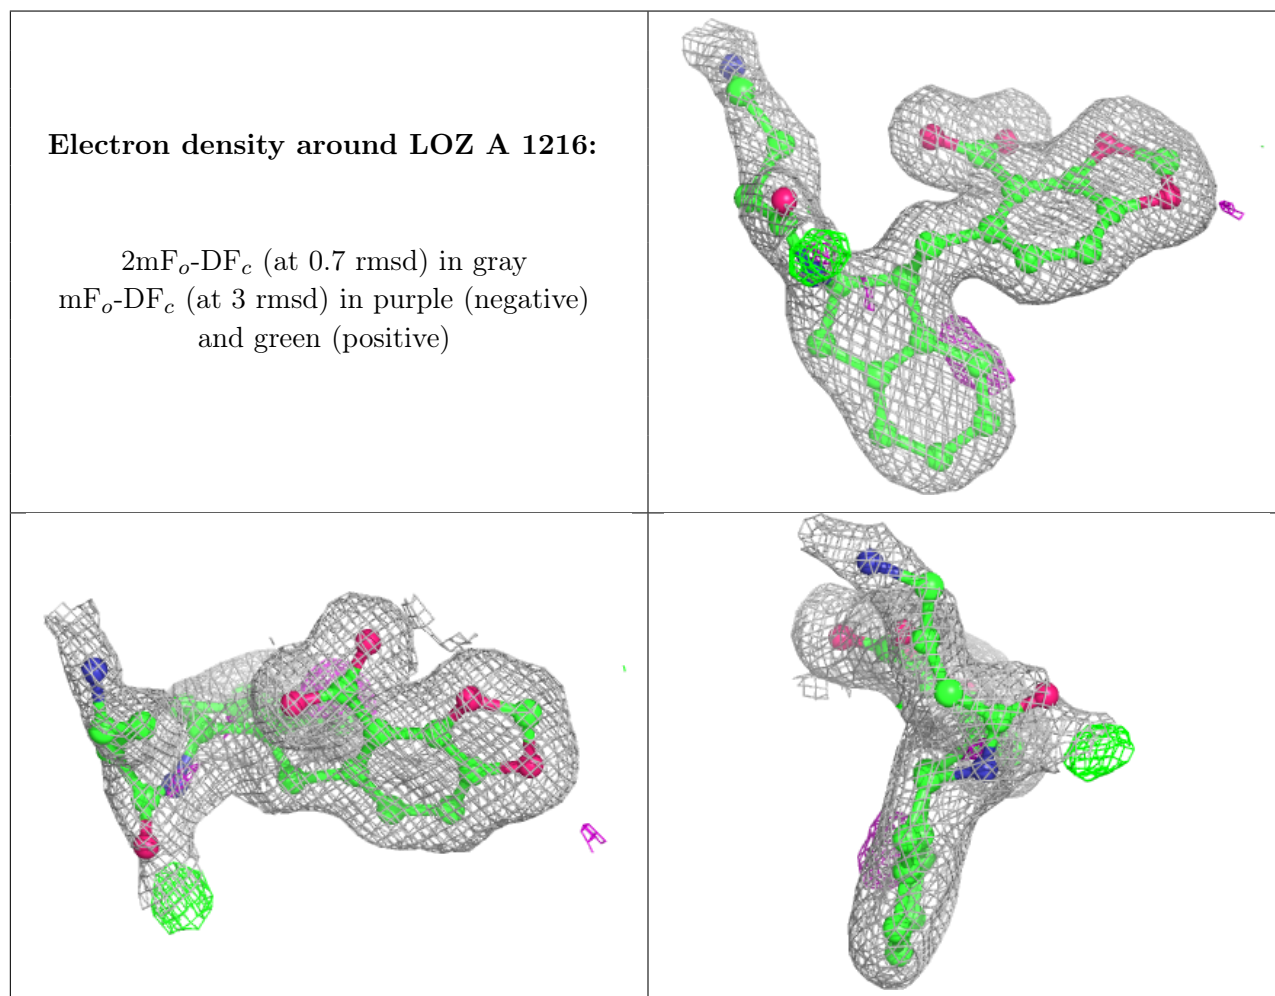 Electron density around LOZ A 1216:
2mFo-DFc (at 0.7 rmsd) in gray
mFo-DFc (at 3 rmsd) in purple (negative)
and green (positive)